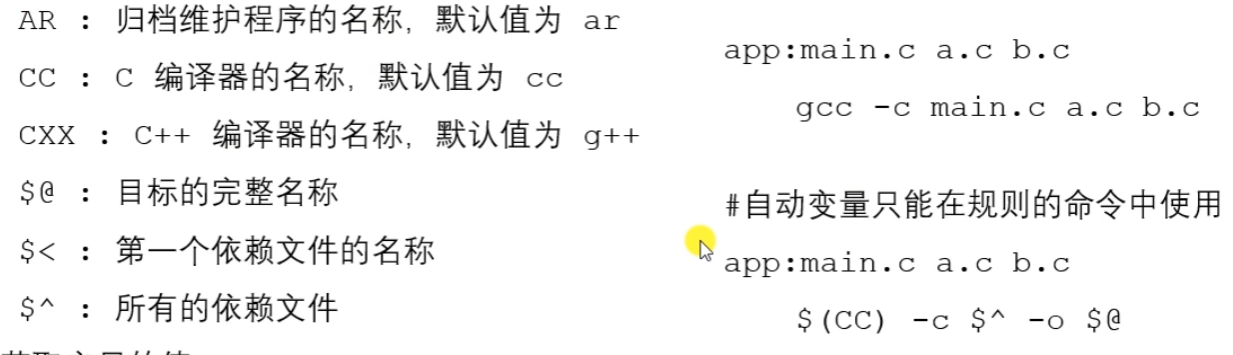 AR : 归档维护程序的名称, 默认值为 ar
CC : C 编译器的名称, 默认值为 cc
CXX : C++ 编译器的名称, 默认值为 g++
$@ : 目标的完整名称
$< : 第一个依赖文件的名称
$^ : 所有的依赖文件
app:main.c a.c b.c
gcc -c main.c a.c b.c
#自动变量只能在规则的命令中使用
app:main.c a.c b.c
$(CC) -c $^ -o $@